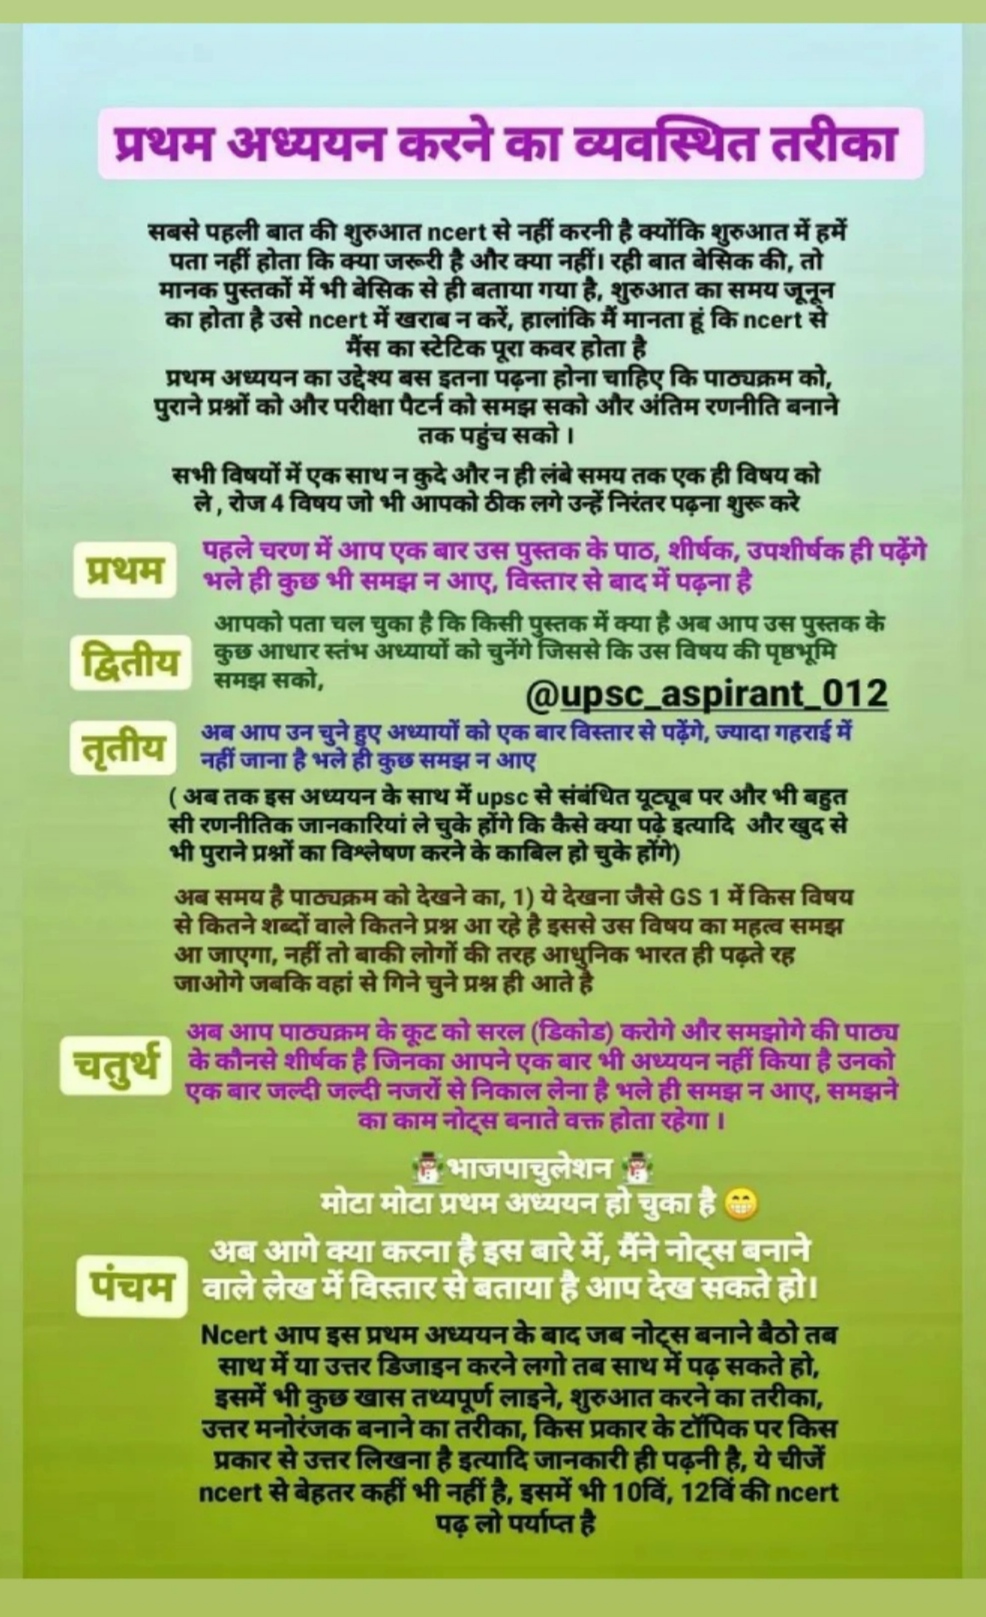 प्रथम अध्ययन करने का व्यवस्थित तरीका
सबसे पहली बात की शुरुआत ncert से नहीं करनी है क्योंकि शुरुआत में हमें
पता नहीं होता कि क्या जरूरी है और क्या नहीं। रही बात बेसिक की, तो
मानक पुस्तकों में भी बेसिक से ही बताया गया है, शुरुआत का समय जूनून
का होता है उसे ncert में खराब न करें, हालांकि मैं मानता हूं कि ncert से
मैंस का स्टेटिक पूरा कवर होता है
प्रथम अध्ययन का उद्देश्य बस इतना पढ़ना होना चाहिए कि पाठ्यक्रम को,
पुराने प्रश्नों को और परीक्षा पैटर्न को समझ सको और अंतिम रणनीति बनाने
तक पहुंच सको ।
सभी विषयों में एक साथ न कुदे और न ही लंबे समय तक एक ही विषय को
ले , रोज 4 विषय जो भी आपको ठीक लगे उन्हें निरंतर पढ़ना शुरू करे
प्रथम
पहले चरण में आप एक बार उस पुस्तक के पाठ, शीर्षक, उपशीर्षक ही पढ़ेंगे
भले ही कुछ भी समझ न आए, विस्तार से बाद में पढ़ना है
द्वितीय
आपको पता चल चुका है कि किसी पुस्तक में क्या है अब आप उस पुस्तक के
कुछ आधार स्तंभ अध्यायों को चुनेंगे जिससे कि उस विषय की पृष्ठभूमि
समझ सको,
@upsc_aspirant_012
तृतीय
अब आप उन चुने हुए अध्यायों को एक बार विस्तार से पढ़ेंगे, ज्यादा गहराई में
नहीं जाना है भले ही कुछ समझ न आए
( अब तक इस अध्ययन के साथ में upsc से संबंधित यूट्यूब पर और भी बहुत
सी रणनीतिक जानकारियां ले चुके होंगे कि कैसे क्या पढ़े इत्यादि और खुद से
भी पुराने प्रश्नों का विश्लेषण करने के काबिल हो चुके होंगे)
अब समय है पाठ्यक्रम को देखने का, 1) ये देखना जैसे GS 1 में किस विषय
से कितने शब्दों वाले कितने प्रश्न आ रहे है इससे उस विषय का महत्व समझ
आ जाएगा, नहीं तो बाकी लोगों की तरह आधुनिक भारत ही पढ़ते रह
जाओगे जबकि वहां से गिने चुने प्रश्न ही आते है
चतुर्थ
अब आप पाठ्यक्रम के कूट को सरल (डिकोड) करोगे और समझोगे की पाठ्य
के कौनसे शीर्षक है जिनका आपने एक बार भी अध्ययन नहीं किया है उनको
एक बार जल्दी जल्दी नजरों से निकाल लेना है भले ही समझ न आए, समझने
का काम नोट्स बनाते वक्त होता रहेगा ।
⛄भाजपाचुलेशन ⛄
मोटा मोटा प्रथम अध्ययन हो चुका है 😁
पंचम
अब आगे क्या करना है इस बारे में, मैंने नोट्स बनाने
वाले लेख में विस्तार से बताया है आप देख सकते हो।
Ncert आप इस प्रथम अध्ययन के बाद जब नोट्स बनाने बैठो तब
साथ में या उत्तर डिजाइन करने लगो तब साथ में पढ़ सकते हो,
इसमें भी कुछ खास तथ्यपूर्ण लाइने, शुरुआत करने का तरीका,
उत्तर मनोरंजक बनाने का तरीका, किस प्रकार के टॉपिक पर किस
प्रकार से उत्तर लिखना है इत्यादि जानकारी ही पढ़नी है, ये चीजें
ncert से बेहतर कहीं भी नहीं है, इसमें भी 10विं, 12विं की ncert
पढ़ लो पर्याप्त है